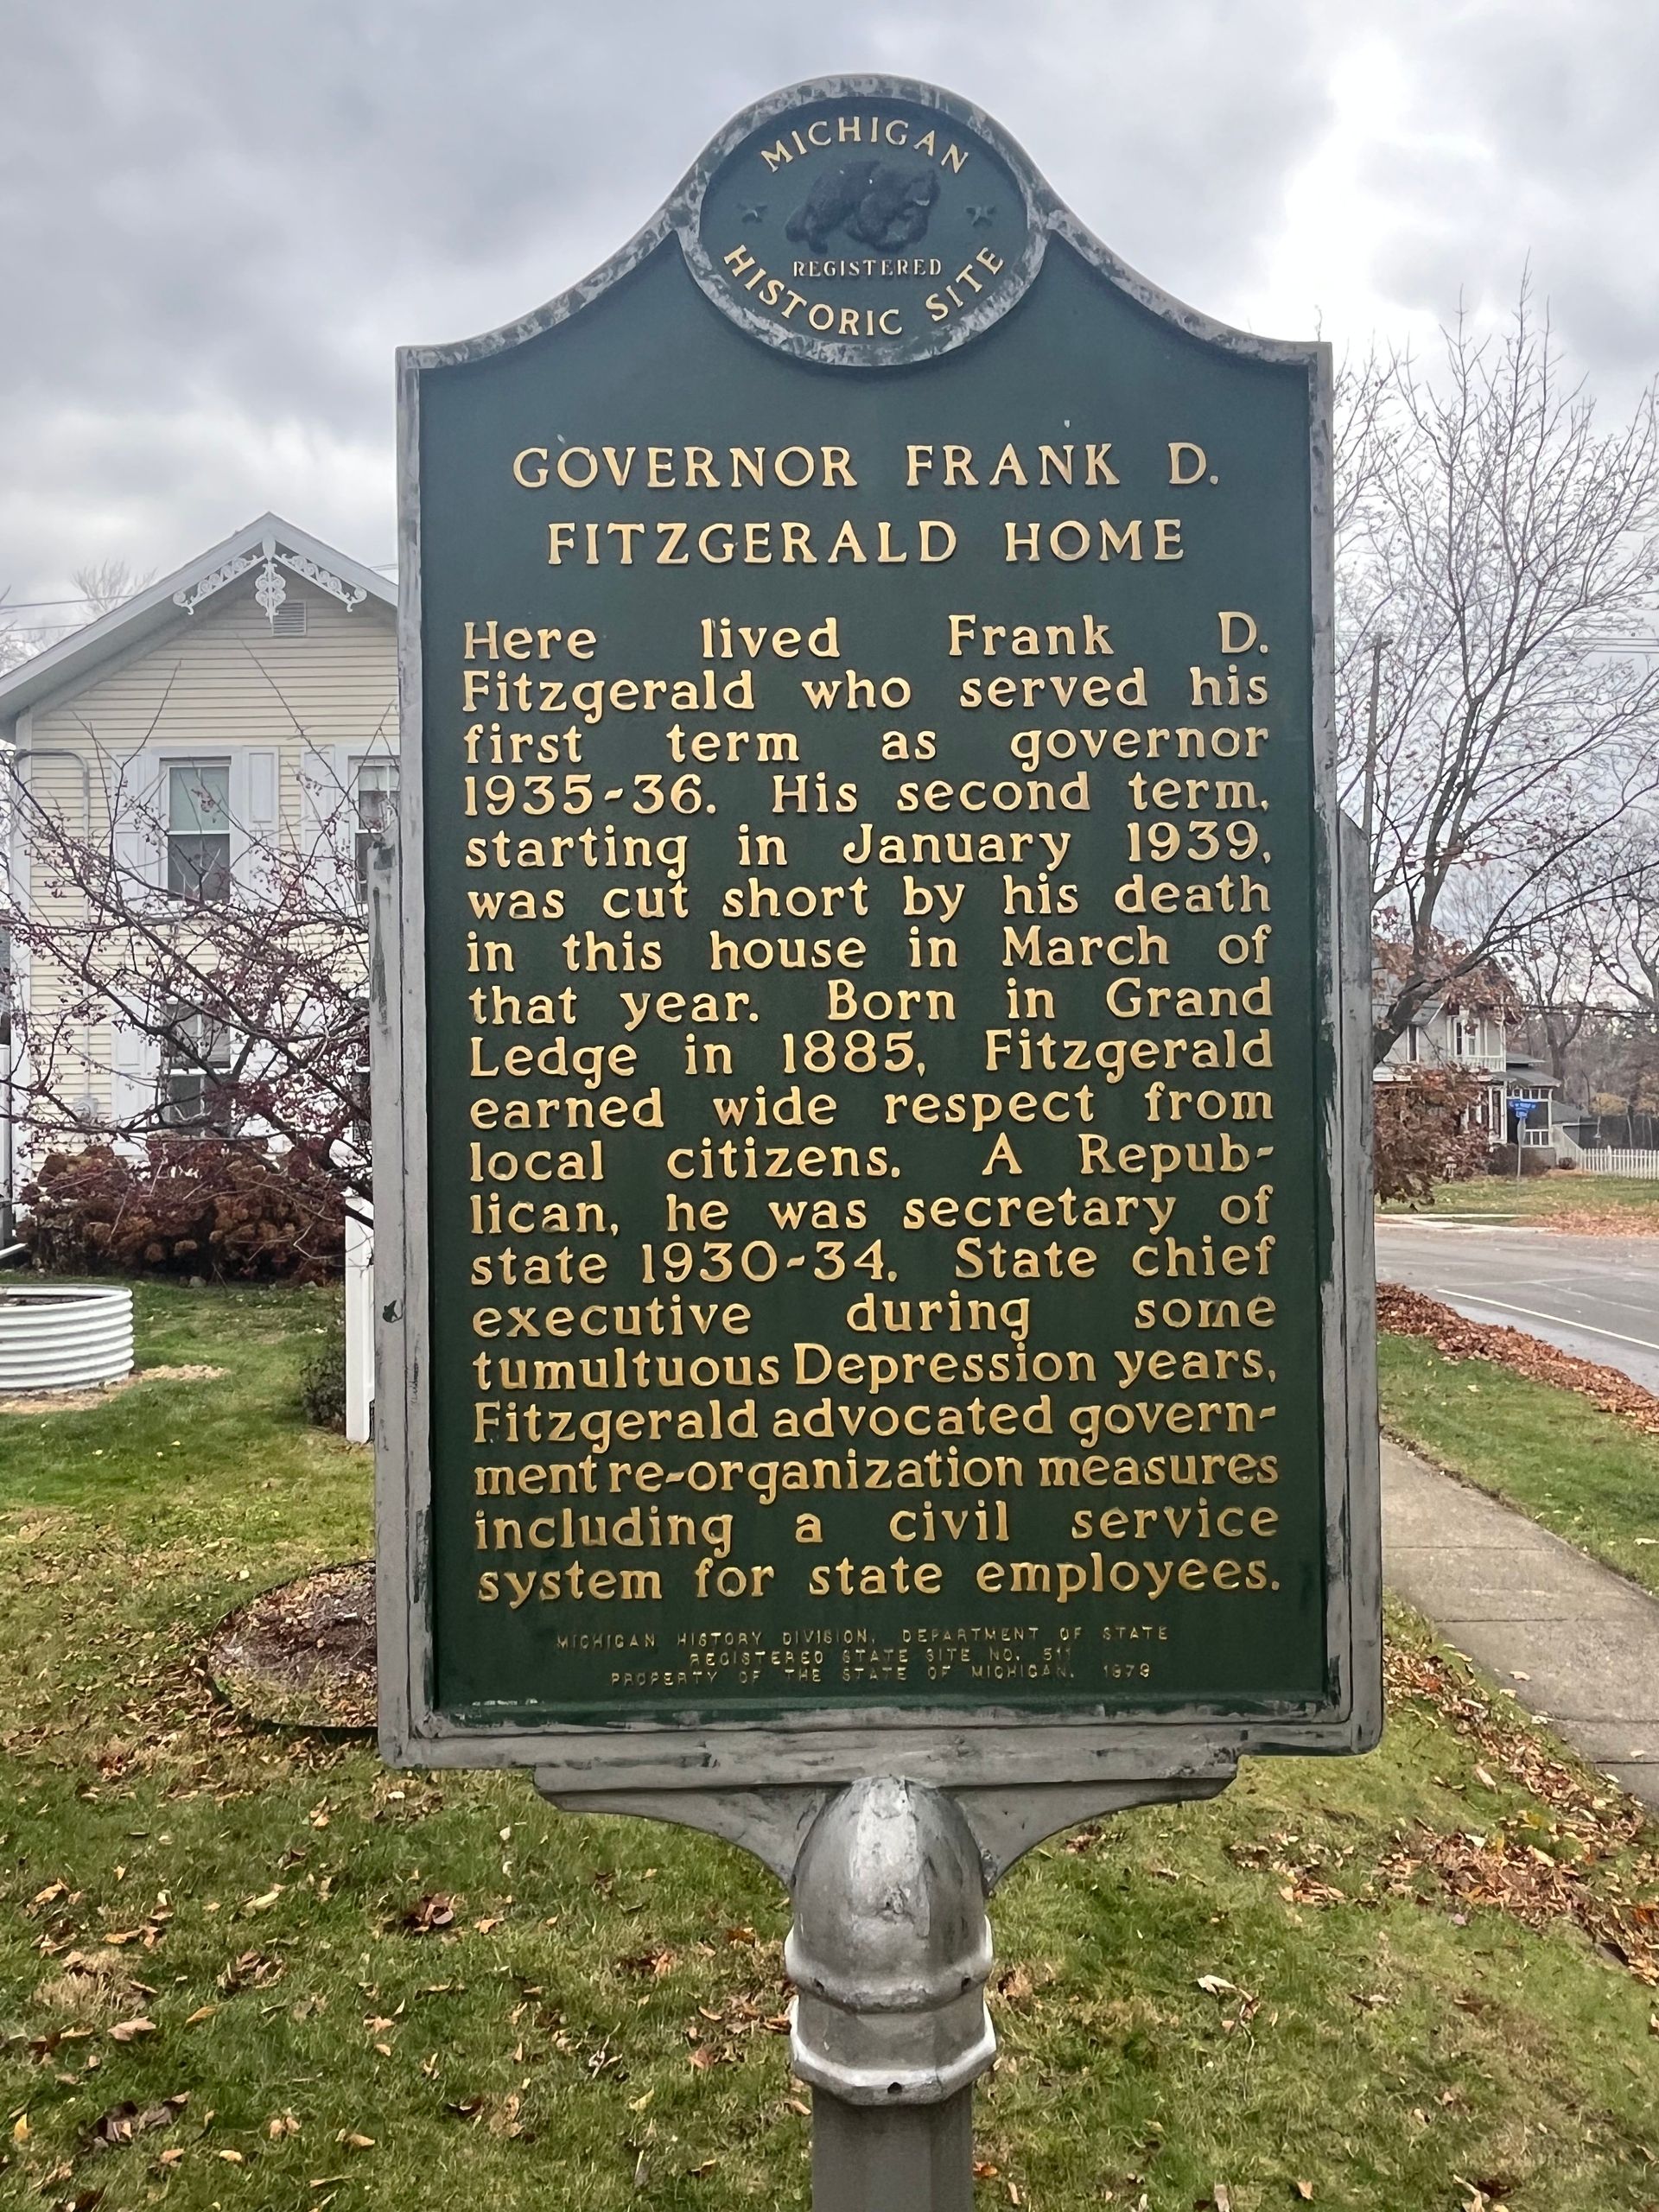 MICHIGAN
REGISTERED
HISTORIC SITE
GOVERNOR FRANK D.
FITZGERALD HOME
Here lived Frank D.
Fitzgerald who served his
first term as governor
1935-36. His second term,
starting in January 1939,
was cut short by his death
in this house in March of
that year. Born in Grand
Ledge in 1885, Fitzgerald
earned wide respect from
local citizens. A Repub-
lican, he was secretary of
state 1930-34. State chief
executive during some
tumultuous Depression years,
Fitzgerald advocated govern-
ment re-organization measures
including a civil service
system for state employees.
MICHIGAN HISTORY DIVISION, DEPARTMENT OF STATE
REGISTERED STATE SITE NO. 511
PROPERTY OF THE STATE OF MICHIGAN, 1979